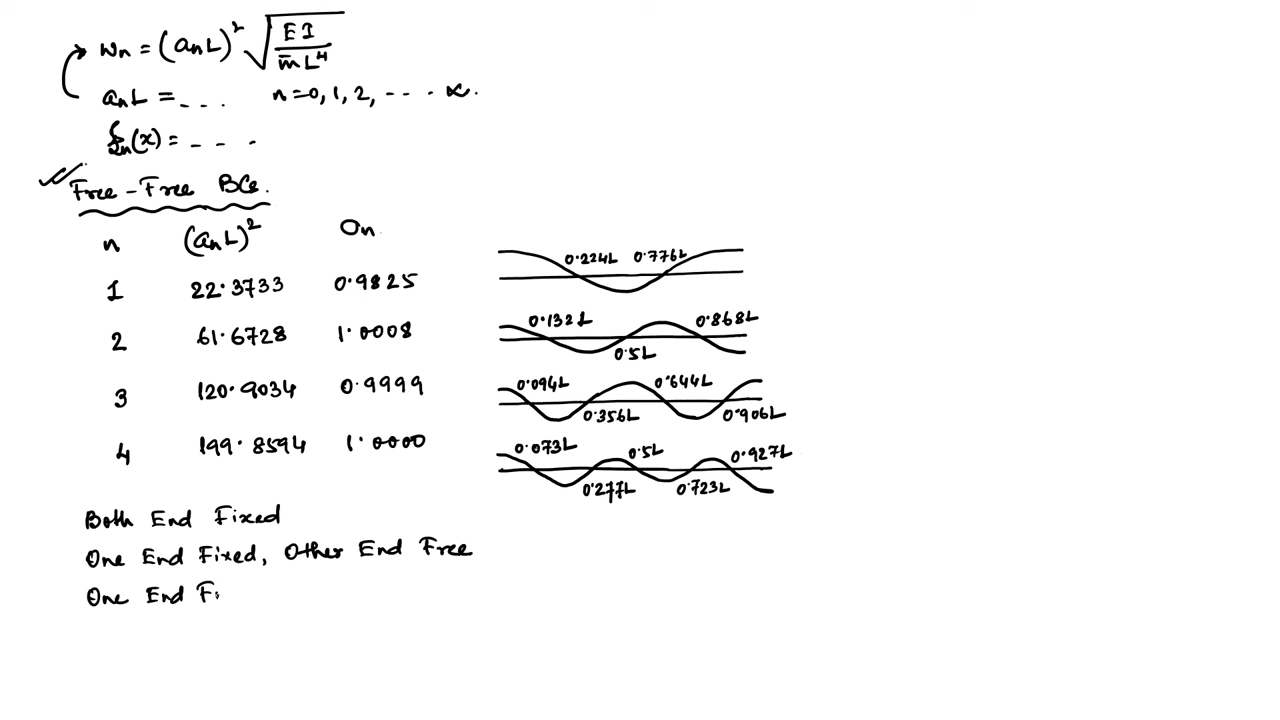 ωn = (anL)² √(EI / m̄L⁴)
anL = _ _ _ n=0, 1, 2, - - - - ∞.
n(x) = - - - -
Free - Free BCs.
n (anL)² σn
1 22.3733 0.9825 0.224L 0.776L
2 61.6728 1.0008 0.132L 0.5L 0.868L
3 120.9034 0.9999 0.094L 0.356L 0.644L 0.906L
4 199.8594 1.0000 0.073L 0.277L 0.5L 0.723L 0.927L
Both End Fixed
One End Fixed, Other End Free
One End Fi